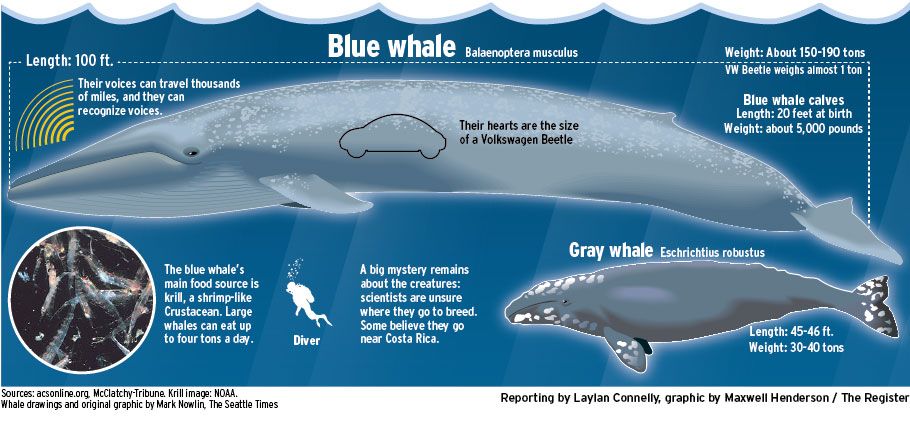 Blue whale Balaenoptera musculus
Length: 100 ft.
Their voices can travel thousands
of miles, and they can
recognize voices.
Weight: About 150-190 tons
VW Beetle weighs almost 1 ton
Blue whale calves
Length: 20 feet at birth
Weight: about 5,000 pounds
Their hearts are the size
of a Volkswagen Beetle
The blue whale's
main food source is
krill, a shrimp-like
Crustacean. Large
whales can eat up
to four tons a day.
Diver
A big mystery remains
about the creatures:
scientists are unsure
where they go to breed.
Some believe they go
near Costa Rica.
Gray whale Eschrichtius robustus
Length: 45-46 ft.
Weight: 30-40 tons
Sources: acsonline.org, McClatchy-Tribune. Krill image: NOAA.
Whale drawings and original graphic by Mark Nowlin, The Seattle Times
Reporting by Laylan Connelly, graphic by Maxwell Henderson / The Register